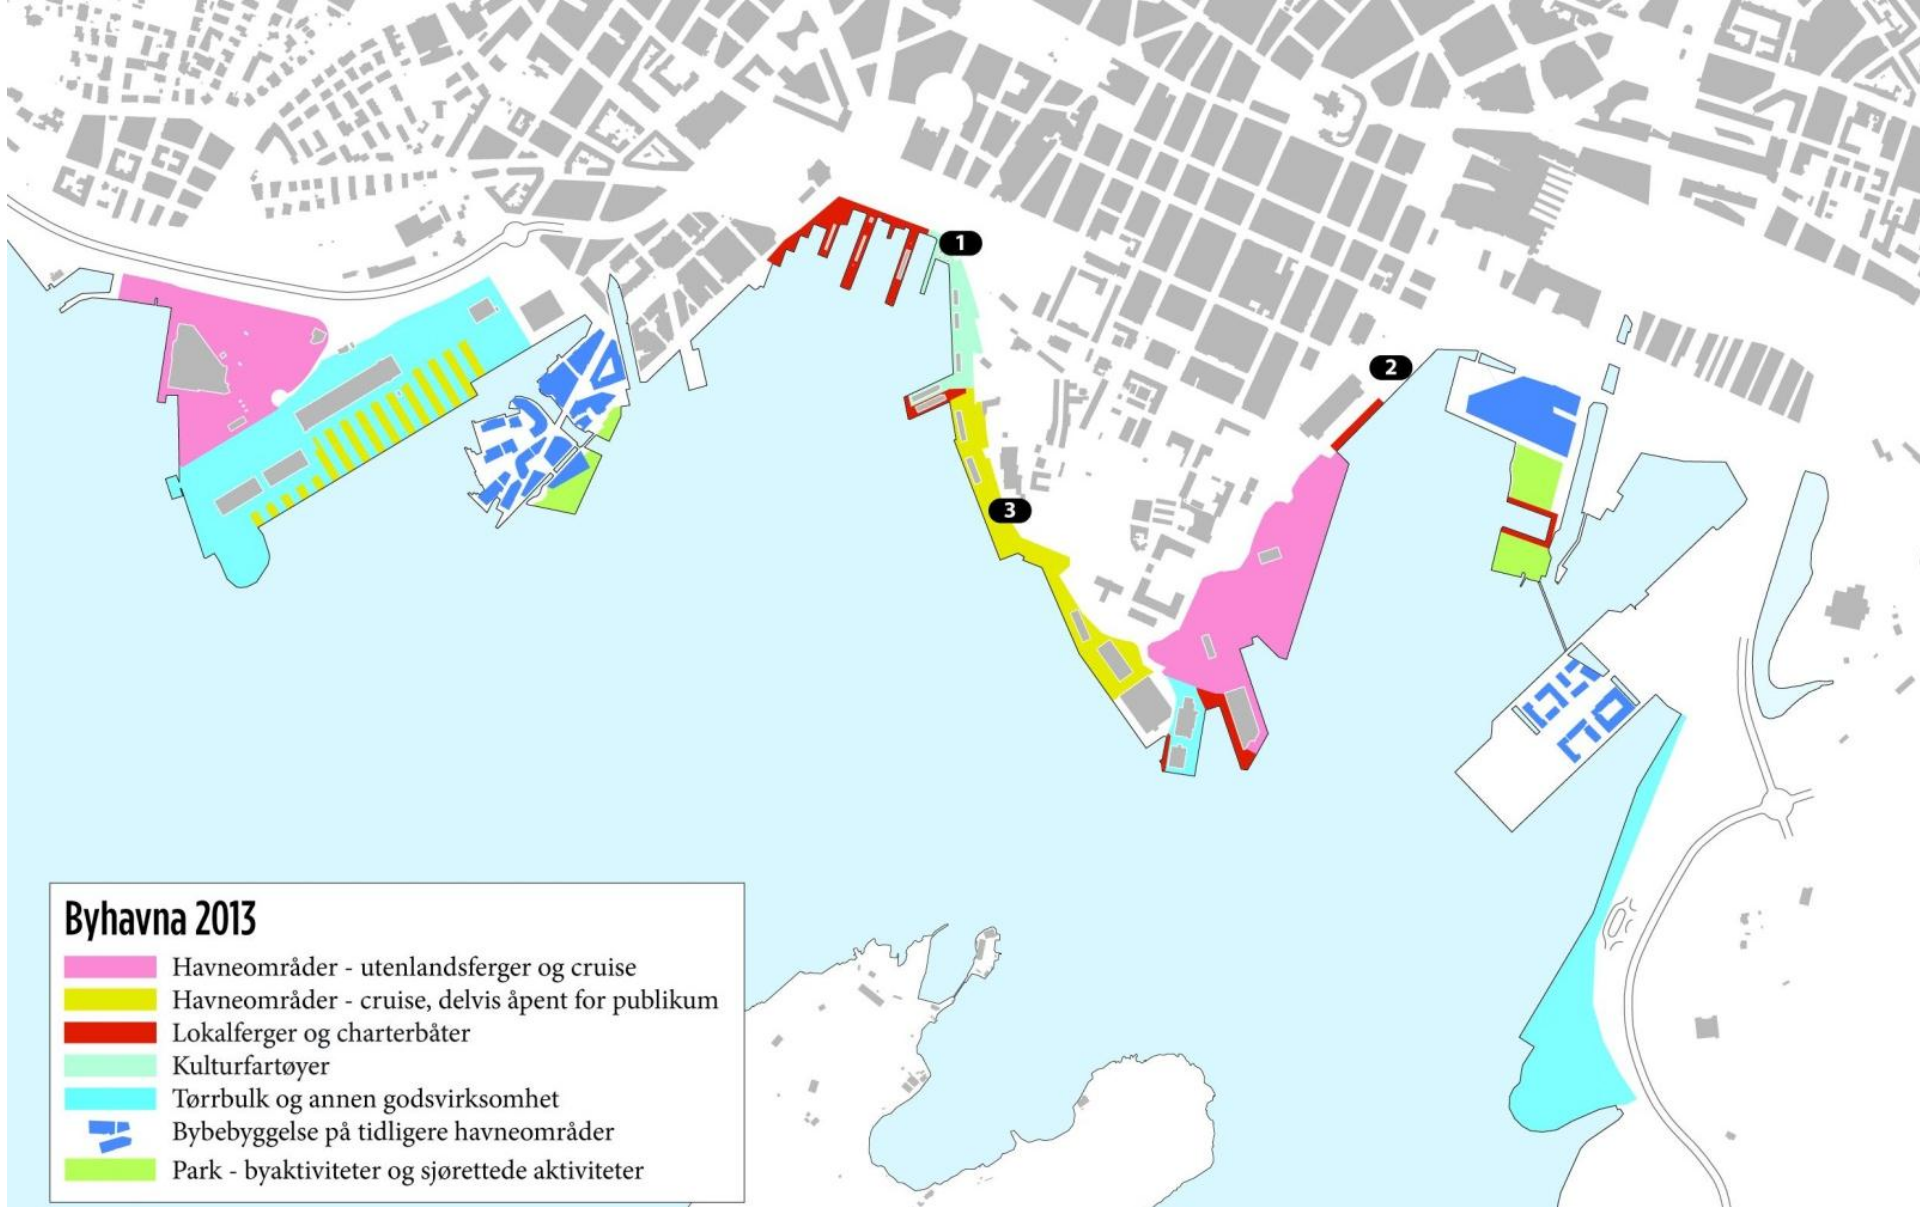 1
2
3
Byhavna 2013
Havneområder - utenlandsferger og cruise
Havneområder - cruise, delvis åpent for publikum
Lokalferger og charterbåter
Kulturfartøyer
Tørrbulk og annen godsvirksomhet
Bybebyggelse på tidligere havneområder
Park - byaktiviteter og sjørettede aktiviteter